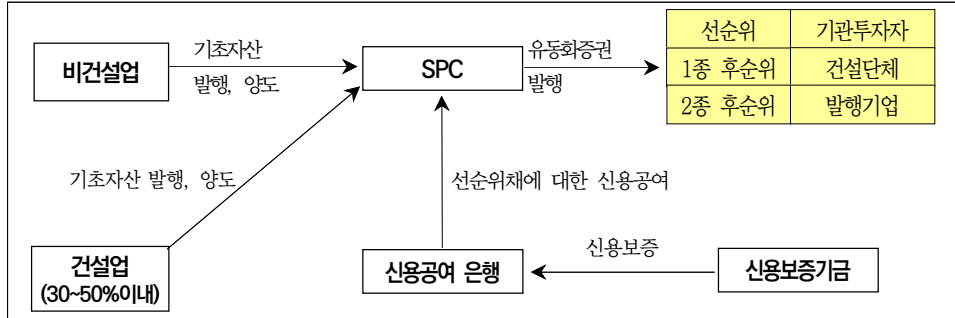 비건설업
기초자산
발행, 양도
SPC
유동화증권
발행
선순위 기관투자자
1종 후순위 건설단체
2종 후순위 발행기업
기초자산 발행, 양도
선순위채에 대한 신용공여
건설업
(30~50%이내)
신용공여 은행
신용보증
신용보증기금